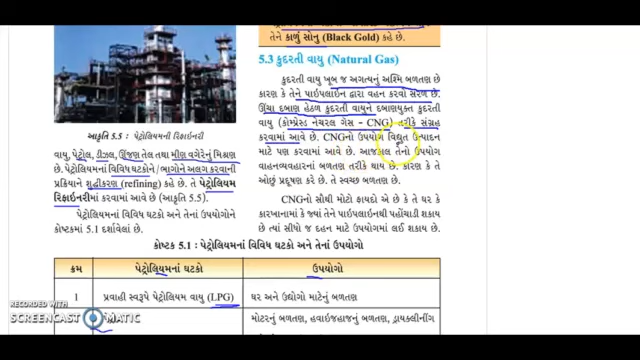 તેને કાળું સોનું (Black Gold) કહે છે.
5.3 કુદરતી વાયુ (Natural Gas)
કુદરતી વાયુ ખૂબ જ અગત્યનું અશ્મિ બળતણ છે
કારણ કે તેને પાઇપલાઇન દ્વારા વહન કરવો સરળ છે.
ઊંચા દબાણ હેઠળ કુદરતી વાયુને દબાણયુક્ત કુદરતી
વાયુ (કોમ્પ્રેસ્ડ નેચરલ ગેસ - CNG) તરીકે સંગ્રહ
કરવામાં આવે છે. CNGનો ઉપયોગ વિદ્યુત ઉત્પાદન
માટે પણ કરવામાં આવે છે. આજકાલ તેનો ઉપયોગ
વાહનવ્યવહારનાં બળતણ તરીકે થાય છે. કારણ કે તે
ઓછું પ્રદૂષણ કરે છે. તે સ્વચ્છ બળતણ છે.
CNGનો સૌથી મોટો ફાયદો એ છે કે તે ઘર કે
કારખાનામાં કે જ્યાં તેને પાઇપલાઇનથી પહોંચાડી શકાય
છે ત્યાં સીધો જ દહન માટે ઉપયોગમાં લઈ શકાય છે.
આકૃતિ 5.5 : પેટ્રોલિયમની રિફાઇનરી
વાયુ, પેટ્રોલ, ડીઝલ, ઊંજણ તેલ તથા મીણ વગેરેનું મિશ્રણ
છે. પેટ્રોલિયમના વિવિધ ઘટકોને/ભાગોને અલગ કરવાની
પ્રક્રિયાને શુદ્ધીકરણ (refining) કહે છે. તે પેટ્રોલિયમ
રિફાઇનરીમાં કરવામાં આવે છે (આકૃતિ 5.5).
પેટ્રોલિયમનાં વિવિધ ઘટકો અને તેનાં ઉપયોગોને
કોષ્ટકમાં 5.1 દર્શાવેલાં છે.
કોષ્ટક 5.1 : પેટ્રોલિયમનાં વિવિધ ઘટકો અને તેનાં ઉપયોગો
ક્રમ પેટ્રોલિયમનાં ઘટકો ઉપયોગો
1 પ્રવાહી સ્વરૂપે પેટ્રોલિયમ વાયુ (LPG) ઘર અને ઉદ્યોગો માટેનું બળતણ
મોટરનું બળતણ, હવાઈજહાજનું બળતણ, ડ્રાયક્લીનીંગ
RECORDED WITH
SCREENCAST MATIC